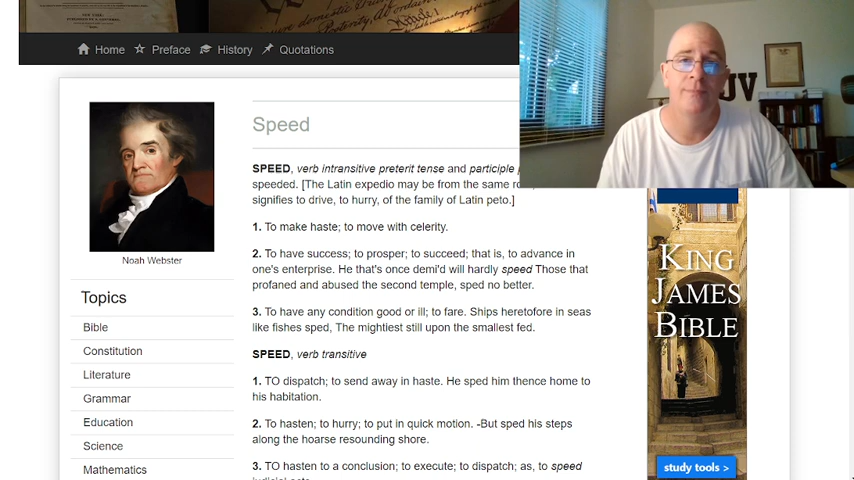 Home Preface History Quotations
Speed
SPEED, verb intransitive preterit tense and participle
speeded. [The Latin expedio may be from the same
signifies to drive, to hurry, of the family of Latin peto.]
1. To make haste; to move with celerity.
2. To have success; to prosper; to succeed; that is, to advance in
one's enterprise. He that's once demi'd will hardly speed Those that
profaned and abused the second temple, sped no better.
3. To have any condition good or ill; to fare. Ships heretofore in seas
like fishes sped, The mightiest still upon the smallest fed.
SPEED, verb transitive
1. TO dispatch; to send away in haste. He sped him thence home to
his habitation.
2. To hasten; to hurry; to put in quick motion. -But sped his steps
along the hoarse resounding shore.
3. TO hasten to a conclusion; to execute; to dispatch; as, to speed
Noah Webster
Topics
Bible
Constitution
Literature
Grammar
Education
Science
Mathematics
KING
JAMES
BIBLE
study tools >
UV